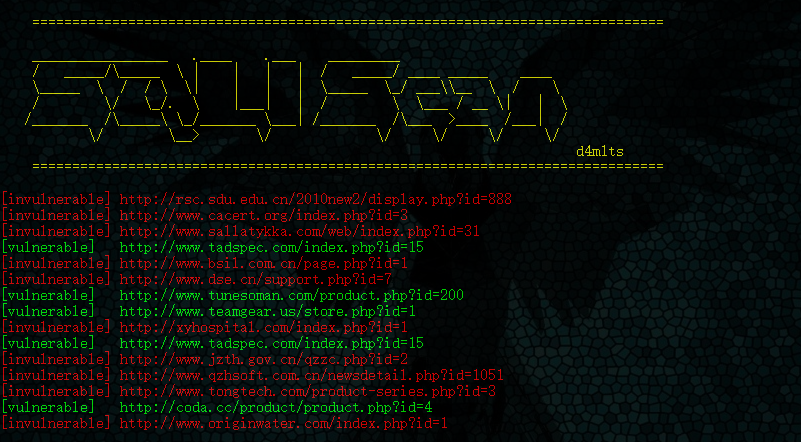 SQLiScan
d4m1ts
[invulnerable] http://rsc.sdu.edu.cn/2010new2/display.php?id=383
[invulnerable] http://www.cacert.org/index.php?id=3
[invulnerable] http://www.sallatykka.com/web/index.php?id=31
[vulnerable] http://www.tadspec.com/index.php?id=15
[invulnerable] http://www.bsil.com.cn/page.php?id=1
[invulnerable] http://www.dse.cn/support.php?id=7
[vulnerable] http://www.tunesoman.com/product.php?id=200
[vulnerable] http://www.teamgear.us/store.php?id=1
[invulnerable] http://xyhospital.com/index.php?id=1
[vulnerable] http://www.tadspec.com/index.php?id=15
[invulnerable] http://www.jzth.gov.cn/qzzc.php?id=2
[invulnerable] http://www.qzhsoft.com.cn/newsdetail.php?id=1051
[invulnerable] http://www.tongtech.com/product-series.php?id=3
[vulnerable] http://coda.cc/product/product.php?id=4
[invulnerable] http://www.originwater.com/index.php?id=1